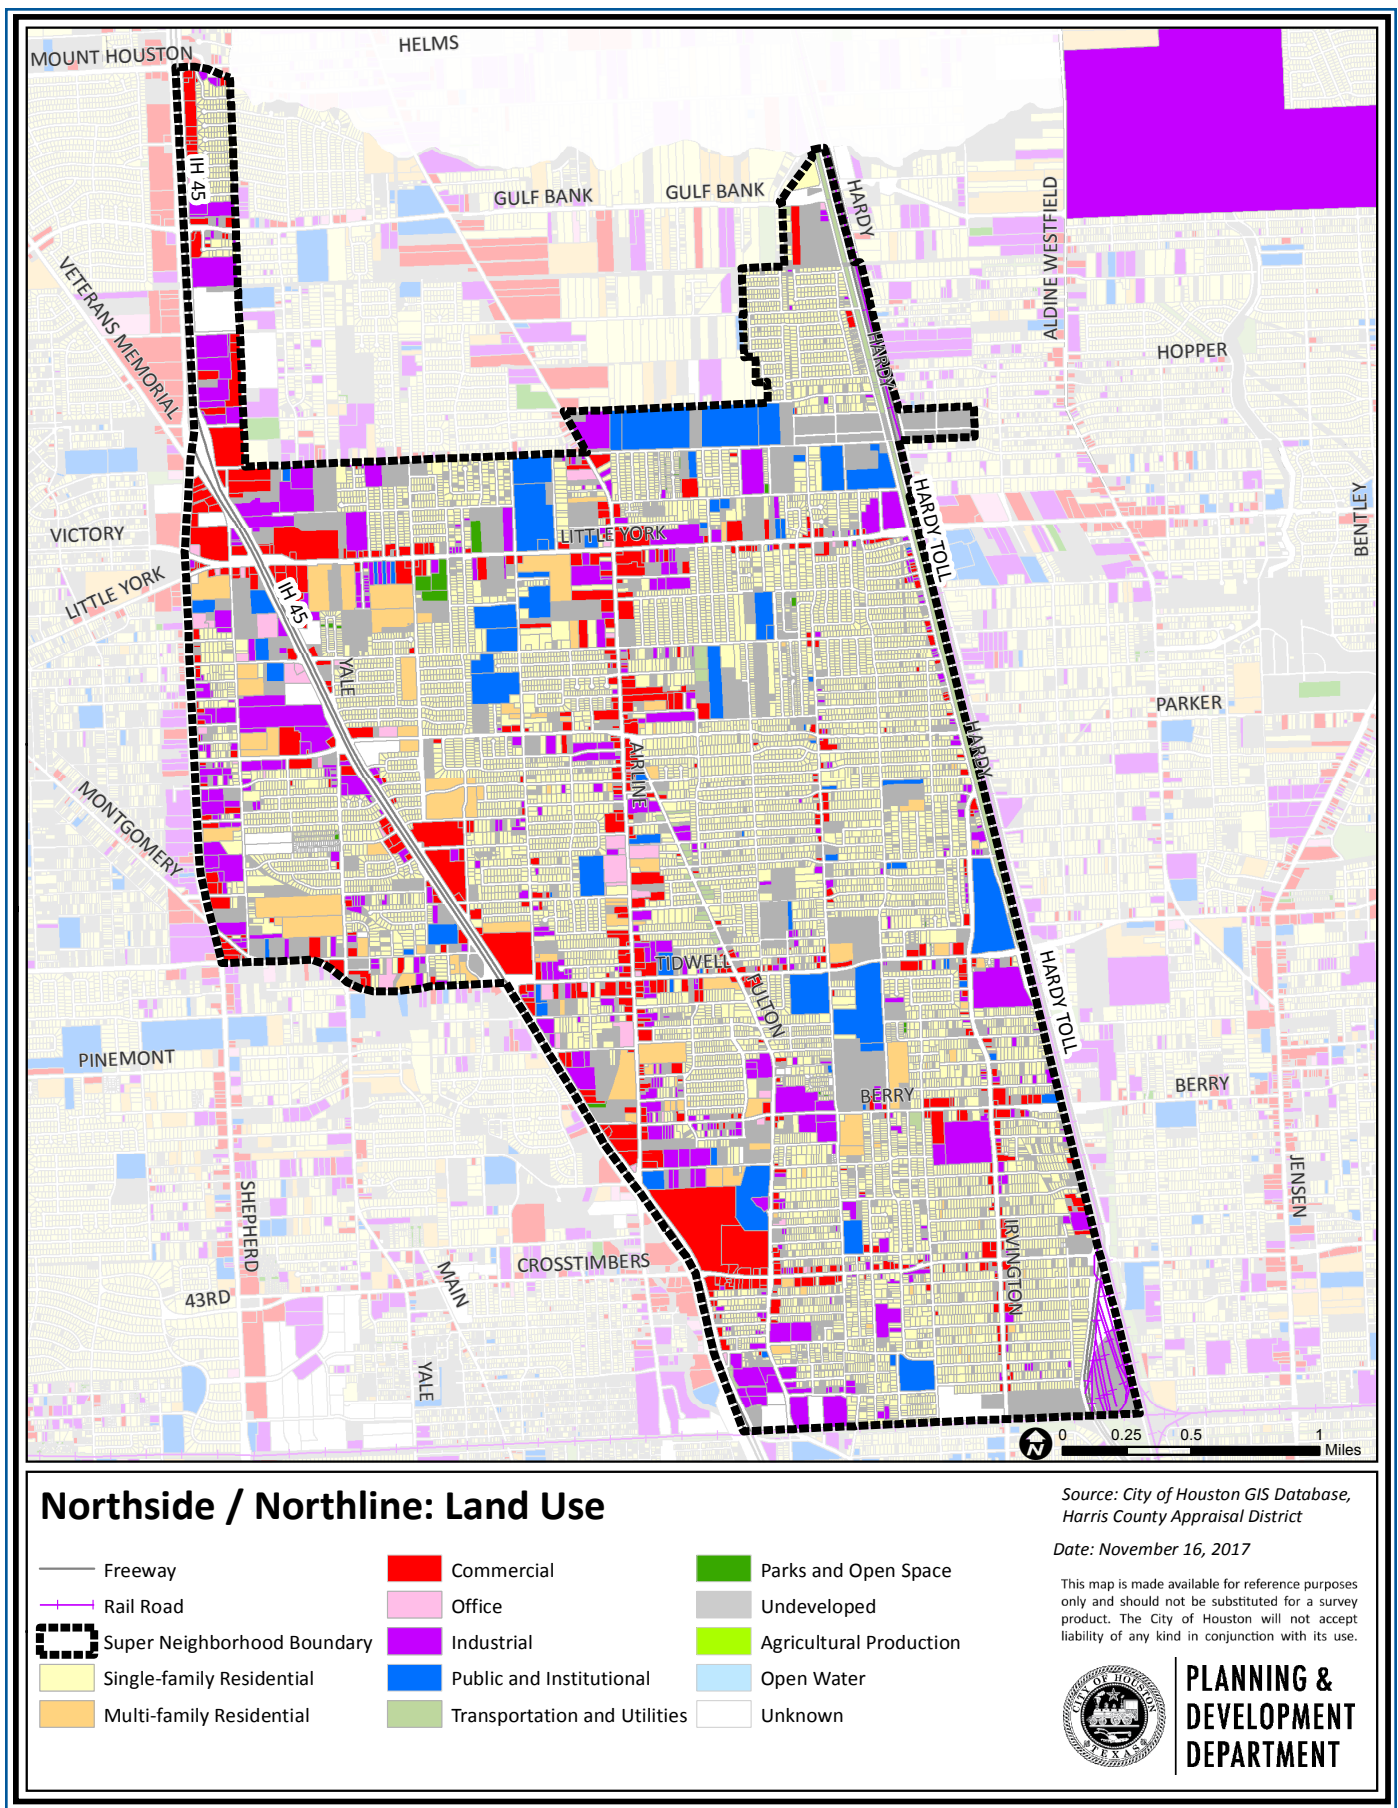 HELMS
MOUNT HOUSTON
IH 45
GULF BANK
GULF BANK
HARDY
ALDINE WESTFIELD
VETERANS MEMORIAL
HARDY
HOPPER
HARDY TOLL
BENTLEY
VICTORY
LITTLE YORK
LITTLE YORK
IH 45
YALE
PARKER
HARDY
AIRLINE
MONTGOMERY
TIDWELL
FULTON
HARDY TOLL
PINEMONT
BERRY
BERRY
JENSEN
SHEPHERD
IRVINGTON
CROSSTIMBERS
MAIN
43RD
YALE
N
0 0.25 0.5 1
Miles
Northside / Northline: Land Use
Freeway
Rail Road
Super Neighborhood Boundary
Single-family Residential
Multi-family Residential
Commercial
Office
Industrial
Public and Institutional
Transportation and Utilities
Parks and Open Space
Undeveloped
Agricultural Production
Open Water
Unknown
Source: City of Houston GIS Database,
Harris County Appraisal District
Date: November 16, 2017
This map is made available for reference purposes
only and should not be substituted for a survey
product. The City of Houston will not accept
liability of any kind in conjunction with its use.
CITY OF HOUSTON
TEXAS
PLANNING &
DEVELOPMENT
DEPARTMENT